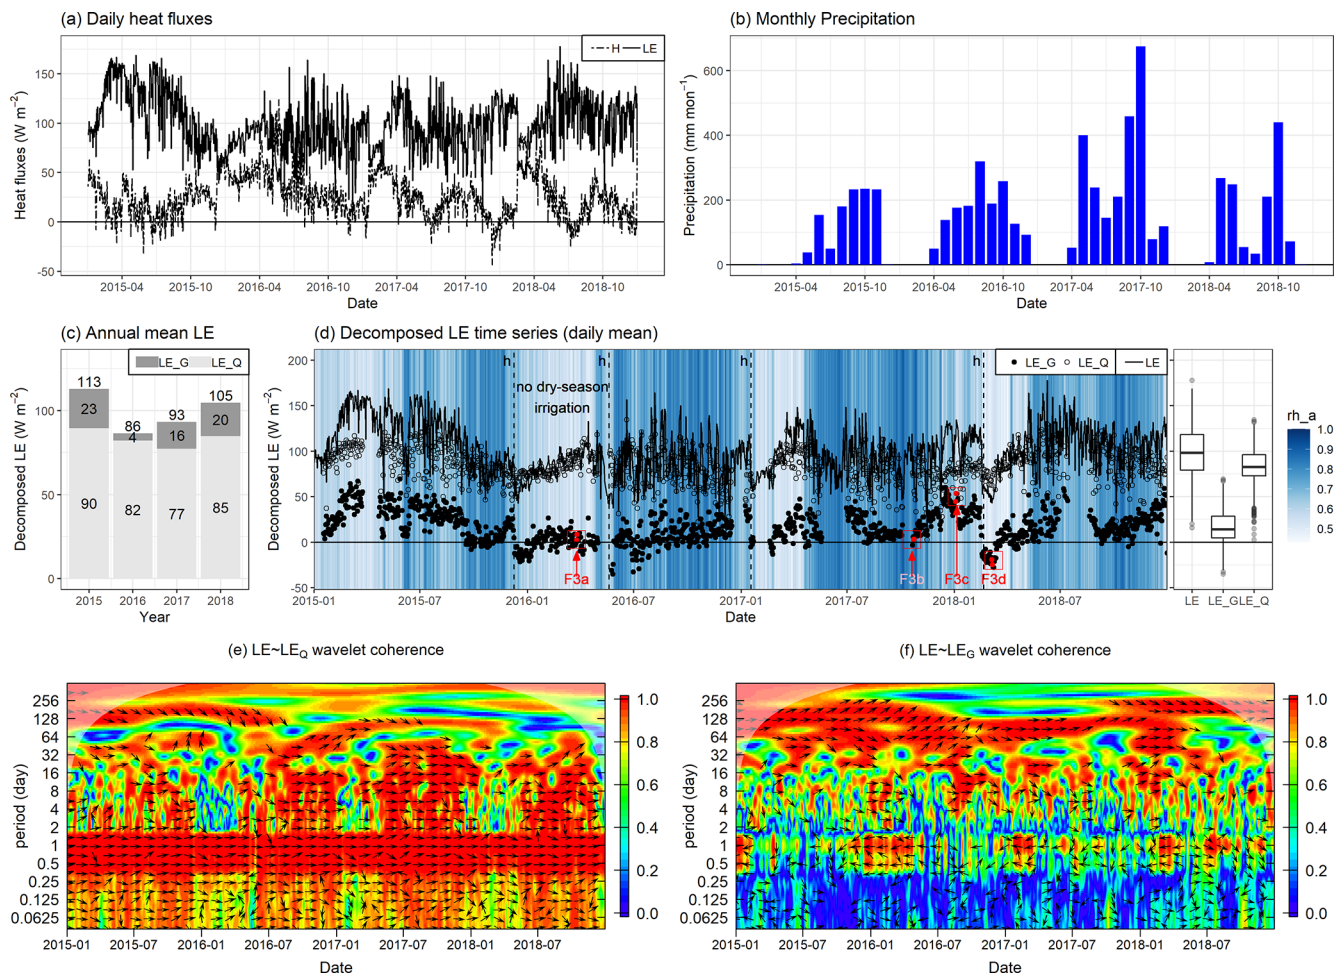 (a) Daily heat fluxes
H LE
Heat fluxes (W m⁻²)
150
100
50
0
-50
2015-04 2015-10 2016-04 2016-10 2017-04 2017-10 2018-04 2018-10
Date
(b) Monthly Precipitation
Precipitation (mm mon⁻¹)
600
400
200
0
2015-04 2015-10 2016-04 2016-10 2017-04 2017-10 2018-04 2018-10
Date
(c) Annual mean LE
LE_G LE_Q
Decomposed LE (W m⁻²)
100
50
0
113
23
90
86
4
82
93
16
77
105
20
85
2015 2016 2017 2018
Year
(d) Decomposed LE time series (daily mean)
LE_G LE_Q LE
Decomposed LE (W m⁻²)
200
150
100
50
0
-50
h h h h
no dry-season
irrigation
F3a F3b F3c F3d
2015-01 2015-07 2016-01 2016-07 2017-01 2017-07 2018-01 2018-07
Date
LE LE_G LE_Q
rh_a
1.0
0.9
0.8
0.7
0.6
0.5
(e) LE~LE_Q wavelet coherence
period (day)
256
128
64
32
16
8
4
2
1
0.5
0.25
0.125
0.0625
2015-01 2015-07 2016-01 2016-07 2017-01 2017-07 2018-01 2018-07
Date
1.0
0.8
0.6
0.4
0.2
0.0
(f) LE~LE_G wavelet coherence
period (day)
256
128
64
32
16
8
4
2
1
0.5
0.25
0.125
0.0625
2015-01 2015-07 2016-01 2016-07 2017-01 2017-07 2018-01 2018-07
Date
1.0
0.8
0.6
0.4
0.2
0.0